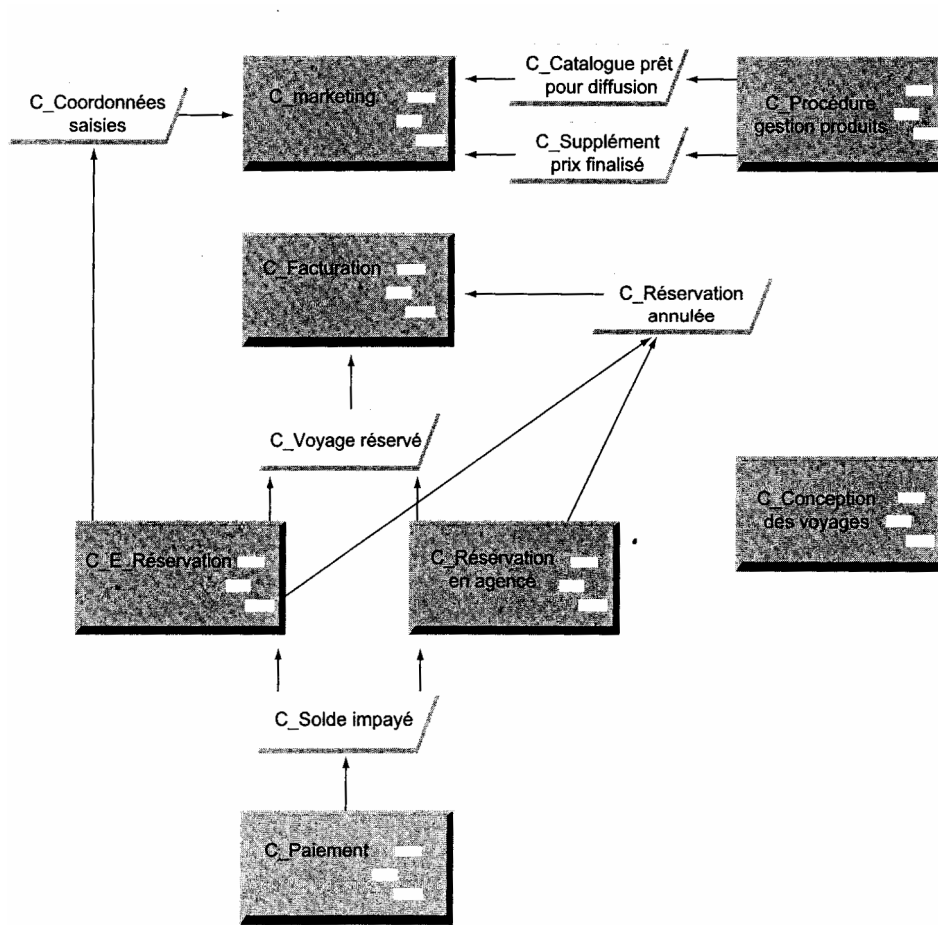 C_Catalogue prêt
pour diffusion
C_marketing
C_Procédure
gestion produits
C_Coordonnées
saisies
C_Supplément
prix finalisé
C_Facturation
C_Réservation
annulée
C_Voyage réservé
C_Conception
des voyages
C_E_Réservation
C_Réservation
en agence
C_Solde impayé
C_Paiement